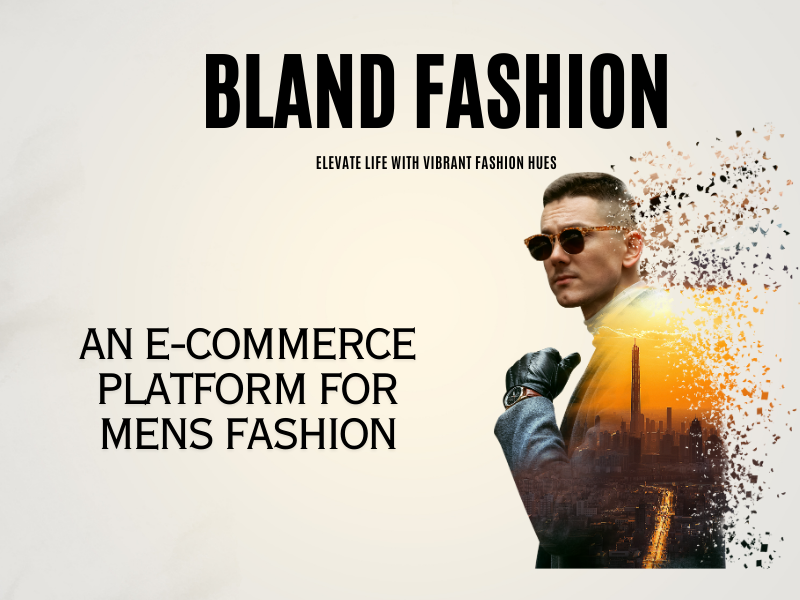 BLAND FASHION
ELEVATE LIFE WITH VIBRANT FASHION HUES
AN E-COMMERCE
PLATFORM FOR
MENS FASHION